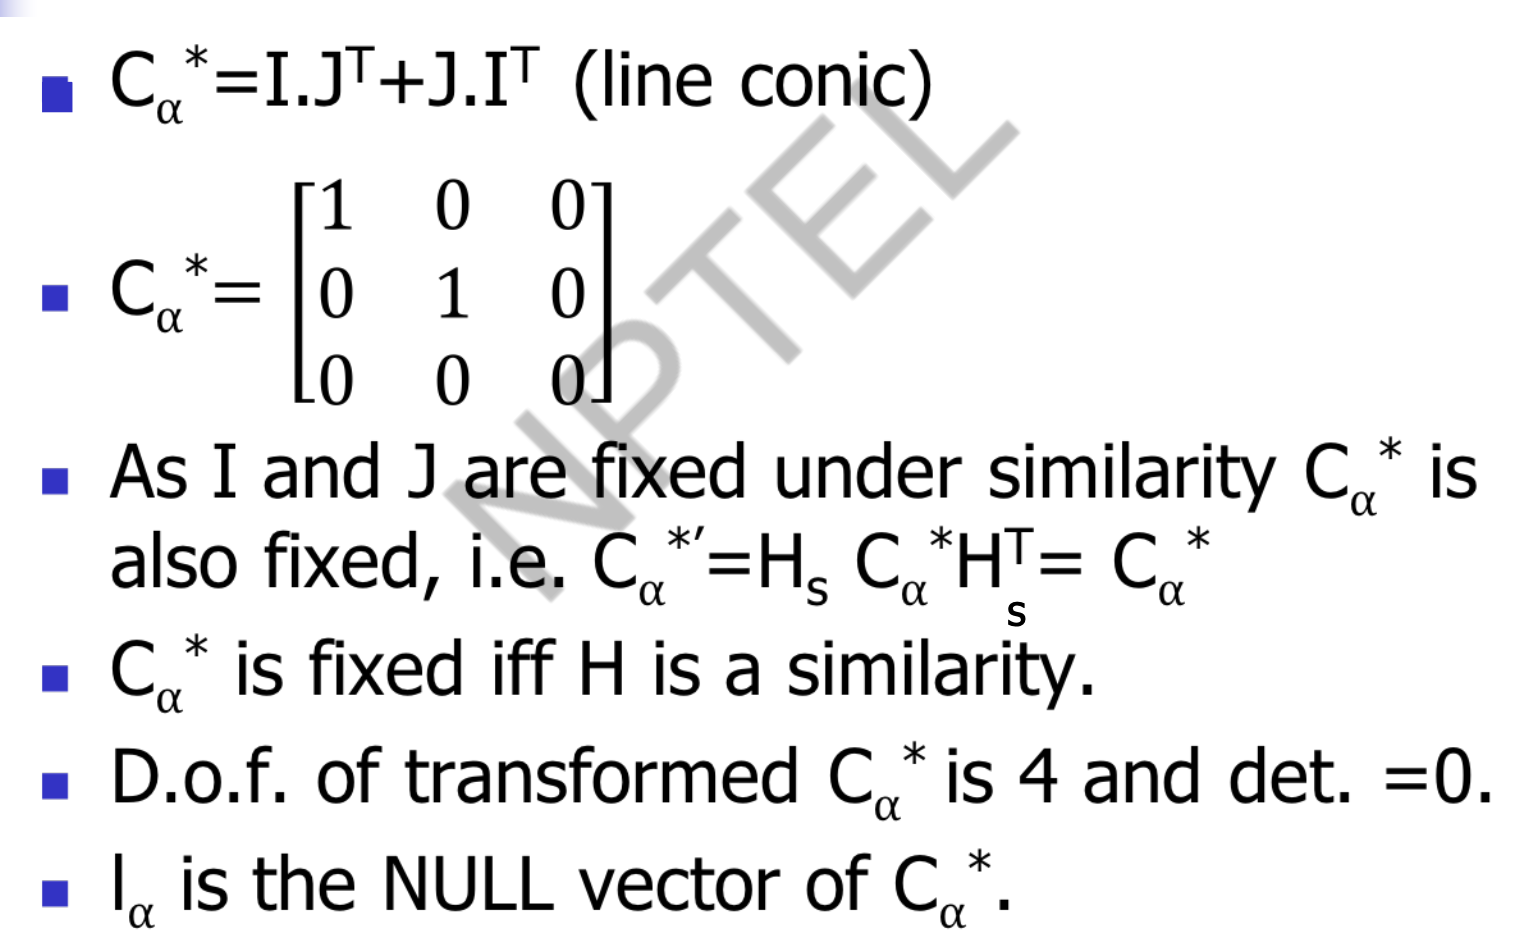 C_α*=I.J^T+J.I^T (line conic)
C_α*= [1 0 0
0 1 0
0 0 0]
As I and J are fixed under similarity C_α* is
also fixed, i.e. C_α*′=H_s C_α*H_s^T= C_α*
C_α* is fixed iff H is a similarity.
D.o.f. of transformed C_α* is 4 and det. =0.
l_α is the NULL vector of C_α*.
NPTEL